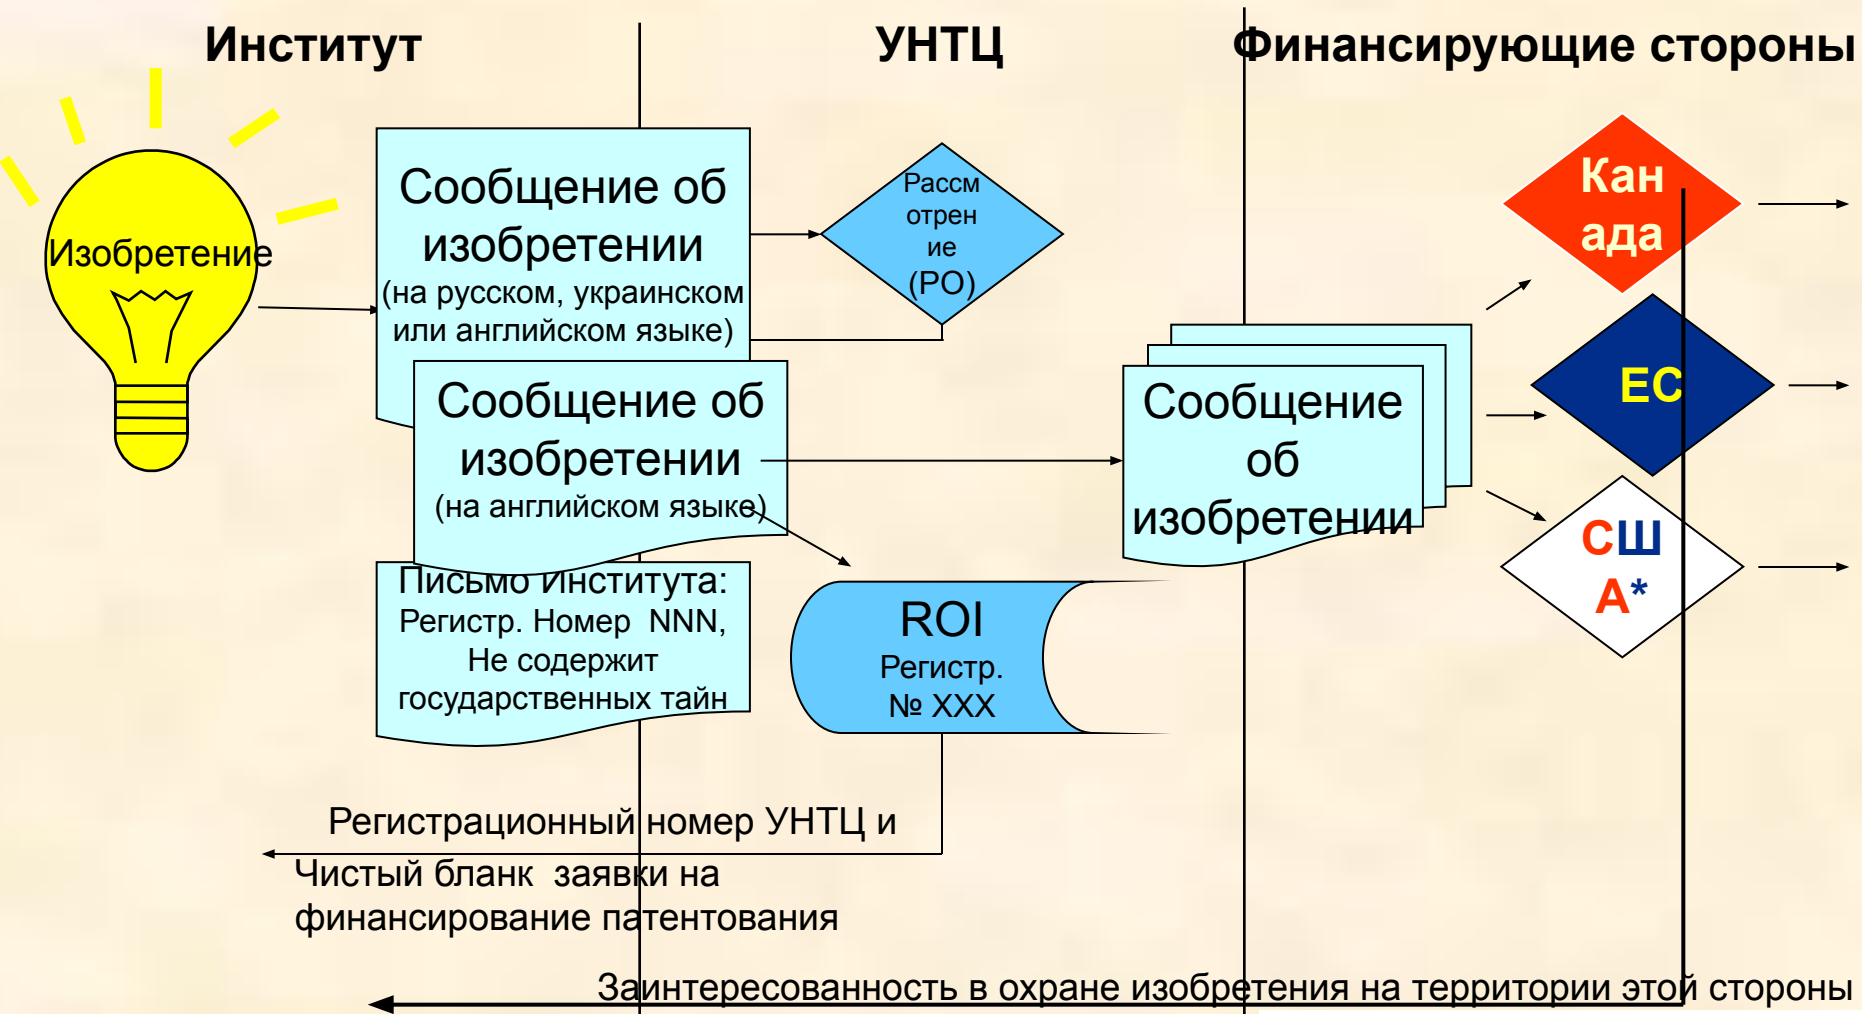 Институт
УНТЦ
Финансирующие стороны
Изобретение
Сообщение об
изобретении
(на русском, украинском
или английском языке)
Рассм
отрен
ие
(РО)
Сообщение об
изобретении
(на английском языке)
Письмо Института:
Регистр. Номер NNN,
Не содержит
государственных тайн
ROI
Регистр.
№ XXX
Сообщение
об
изобретении
Кан
ада
ЕС
СШ
А*
Регистрационный номер УНТЦ и
Чистый бланк заявки на
финансирование патентования
Заинтересованность в охране изобретения на территории этой стороны